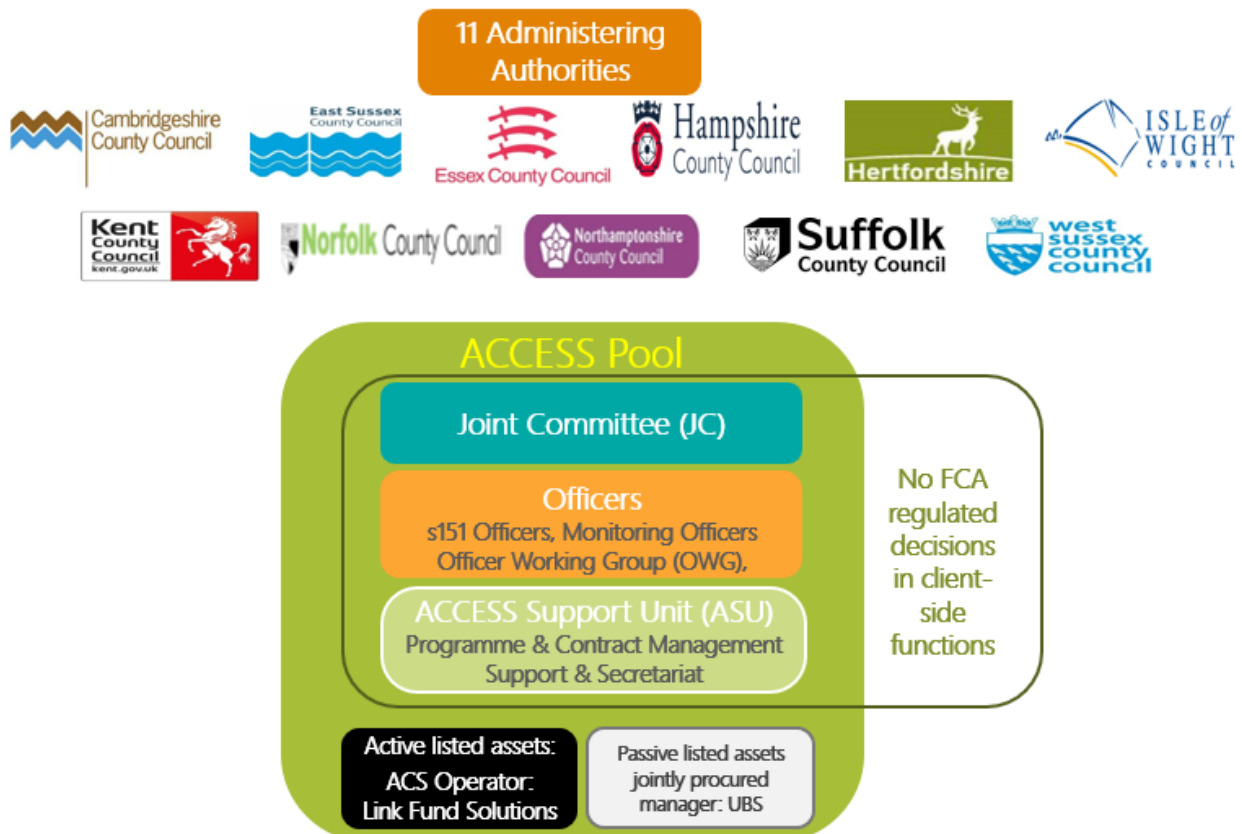 11 Administering
Authorities
Cambridgeshire
County Council
East Sussex
County Council
Essex County Council
Hampshire
County Council
Hertfordshire
ISLE of
WIGHT
COUNCIL
Kent
County
Council
kent.gov.uk
Norfolk County Council
Northamptonshire
County Council
Suffolk
County Council
west
sussex
county
council
ACCESS Pool
Joint Committee (JC)
Officers
s151 Officers, Monitoring Officers
Officer Working Group (OWG),
ACCESS Support Unit (ASU)
Programme & Contract Management
Support & Secretariat
No FCA
regulated
decisions
in client-
side
functions
Active listed assets:
ACS Operator:
Link Fund Solutions
Passive listed assets
jointly procured
manager: UBS